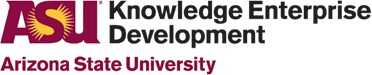 ASU Knowledge Enterprise
Development
Arizona State University